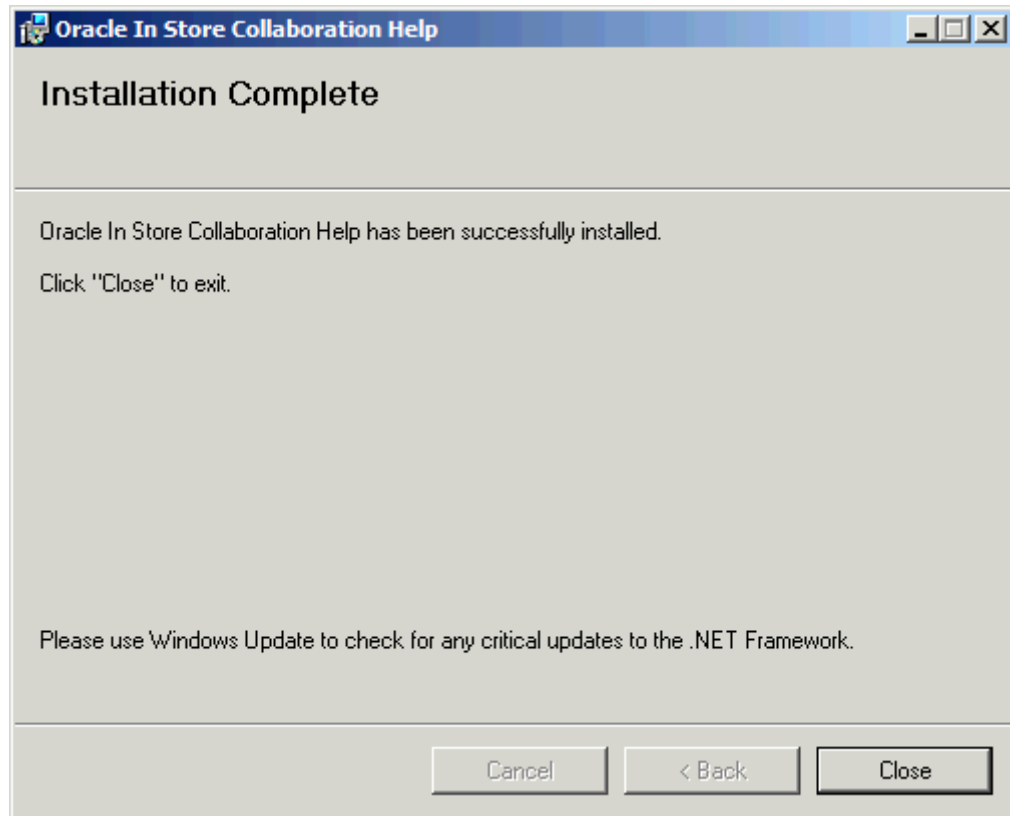 Oracle In Store Collaboration Help
Installation Complete
Oracle In Store Collaboration Help has been successfully installed.
Click "Close" to exit.
Please use Windows Update to check for any critical updates to the .NET Framework.
Cancel < Back Close